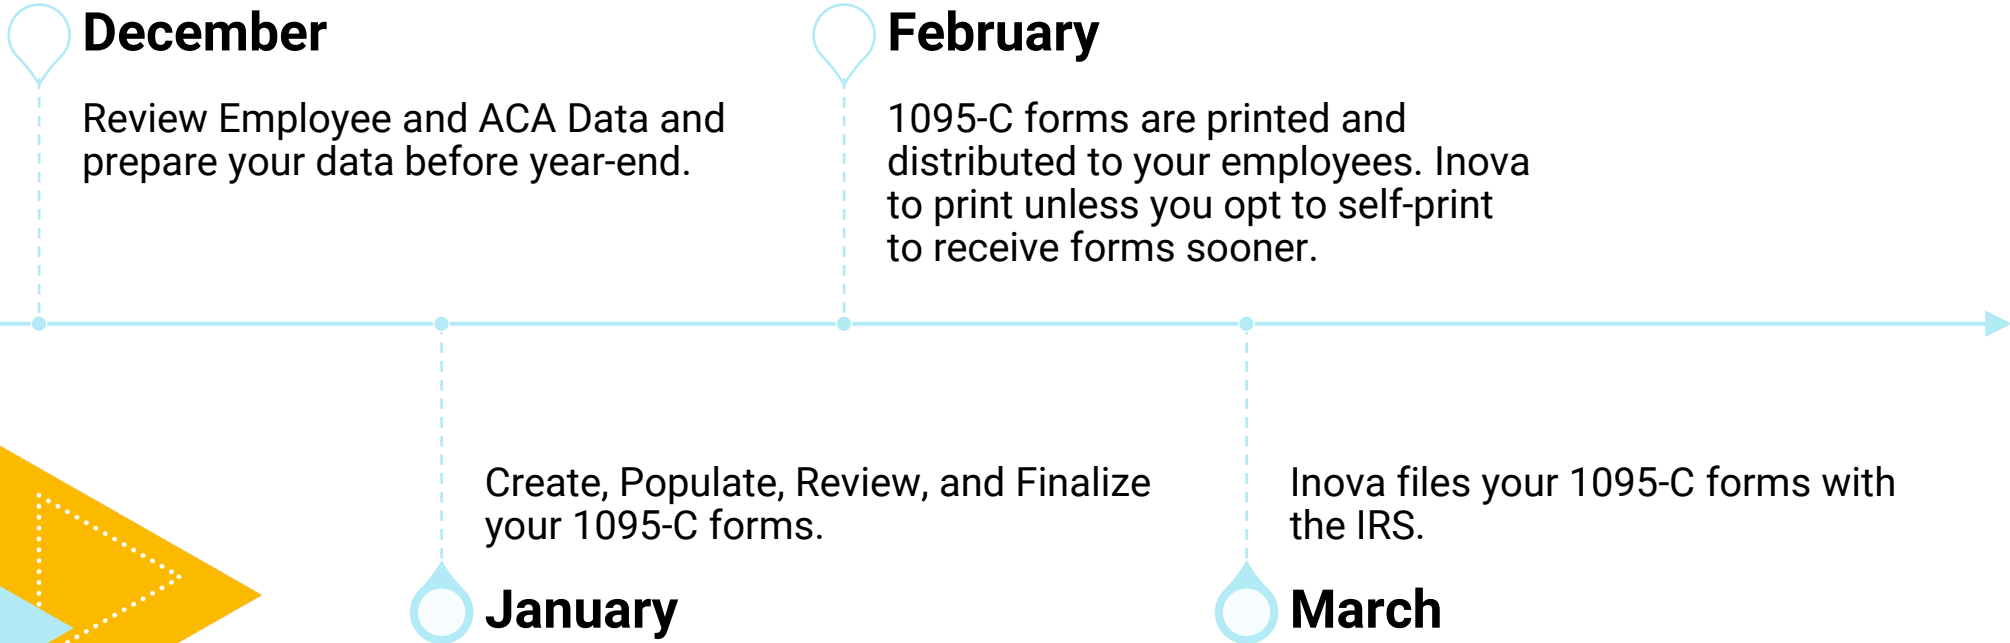 December
Review Employee and ACA Data and
prepare your data before year-end.
February
1095-C forms are printed and
distributed to your employees. Inova
to print unless you opt to self-print
to receive forms sooner.
Create, Populate, Review, and Finalize
your 1095-C forms.
January
Inova files your 1095-C forms with
the IRS.
March